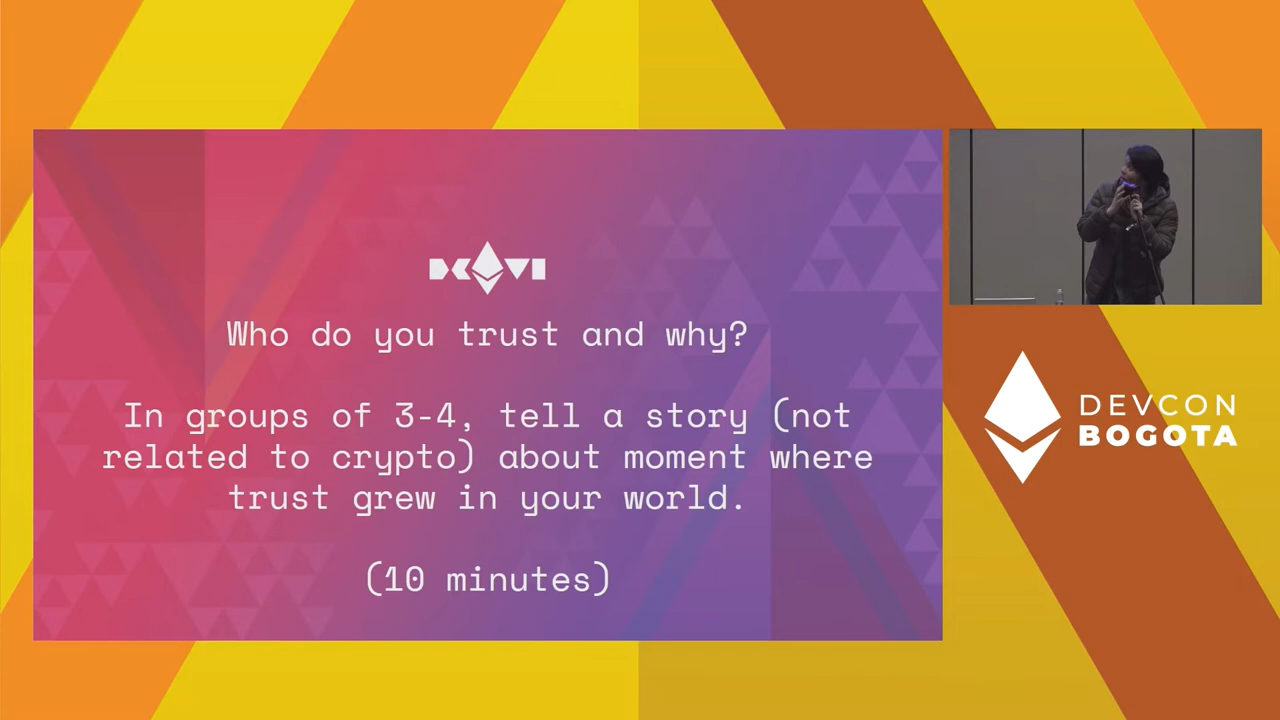 Who do you trust and why?
In groups of 3-4, tell a story (not
related to crypto) about moment where
trust grew in your world.
(10 minutes)
DEVCON
BOGOTA